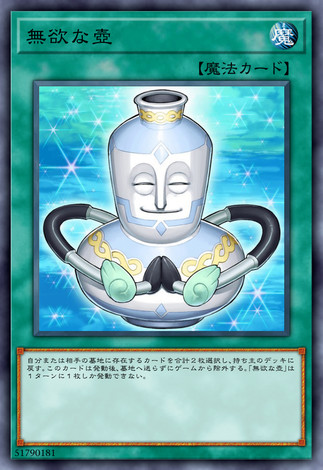 無欲な壺
魔
【魔法カード】
自分または相手の墓地に存在するカードを合計２枚選択し、持ち主のデッキに
戻す。このカードは発動後、墓地へ送らずにゲームから除外する。「無欲な壺」は
１ターンに１枚しか発動できない。
51790181